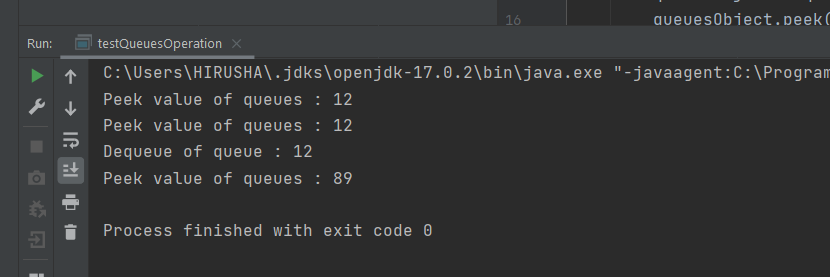 16 queuesObject.peek(
Run: testQueuesOperation
C:\Users\HIRUSHA\.jdks\openjdk-17.0.2\bin\java.exe "-javaagent:C:\Program
Peek value of queues : 12
Peek value of queues : 12
Dequeue of queue : 12
Peek value of queues : 89
Process finished with exit code 0